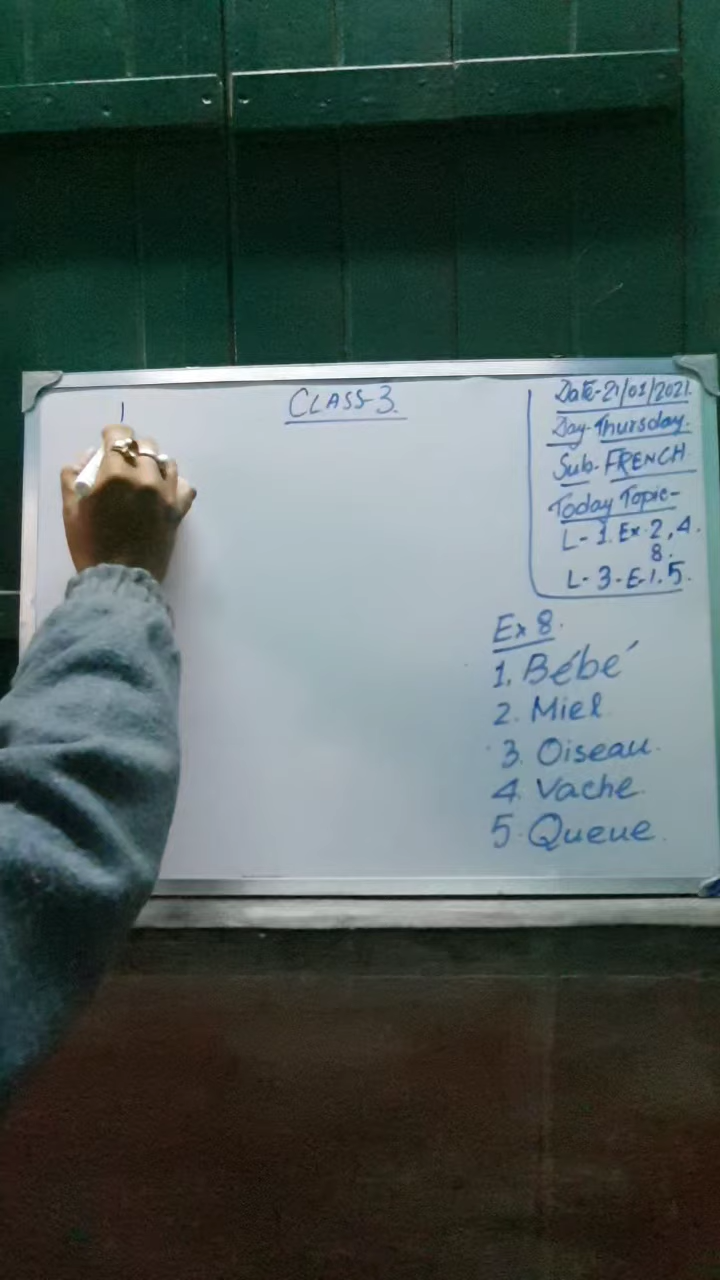 CLASS-3.
Date-21/01/2021.
Day-Thursday.
Sub-FRENCH
Today Topic-
L-1. Ex-2, 4.
8.
L-3-E-1. 5.
Ex 8.
1. Bébé
2. Miel
3. Oiseau.
4. Vache
5. Queue.